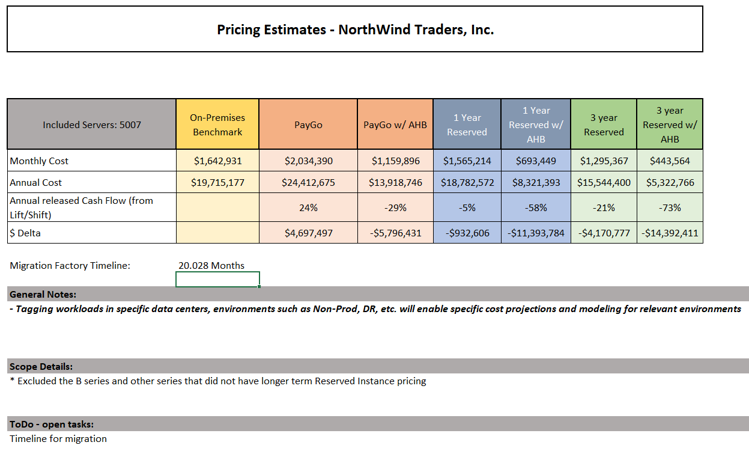 Pricing Estimates - NorthWind Traders, Inc.
Included Servers: 5007 On-Premises Benchmark PayGo PayGo w/ AHB 1 Year Reserved 1 Year Reserved w/ AHB 3 year Reserved 3 year Reserved w/ AHB
Monthly Cost $1,642,931 $2,034,390 $1,159,896 $1,565,214 $693,449 $1,295,367 $443,564
Annual Cost $19,715,177 $24,412,675 $13,918,746 $18,782,572 $8,321,393 $15,544,400 $5,322,766
Annual released Cash Flow (from Lift/Shift) 24% -29% -5% -58% -21% -73%
$ Delta $4,697,497 -$5,796,431 -$932,606 -$11,393,784 -$4,170,777 -$14,392,411
Migration Factory Timeline: 20.028 Months
General Notes:
- Tagging workloads in specific data centers, environments such as Non-Prod, DR, etc. will enable specific cost projections and modeling for relevant environments
Scope Details:
* Excluded the B series and other series that did not have longer term Reserved Instance pricing
ToDo - open tasks:
Timeline for migration